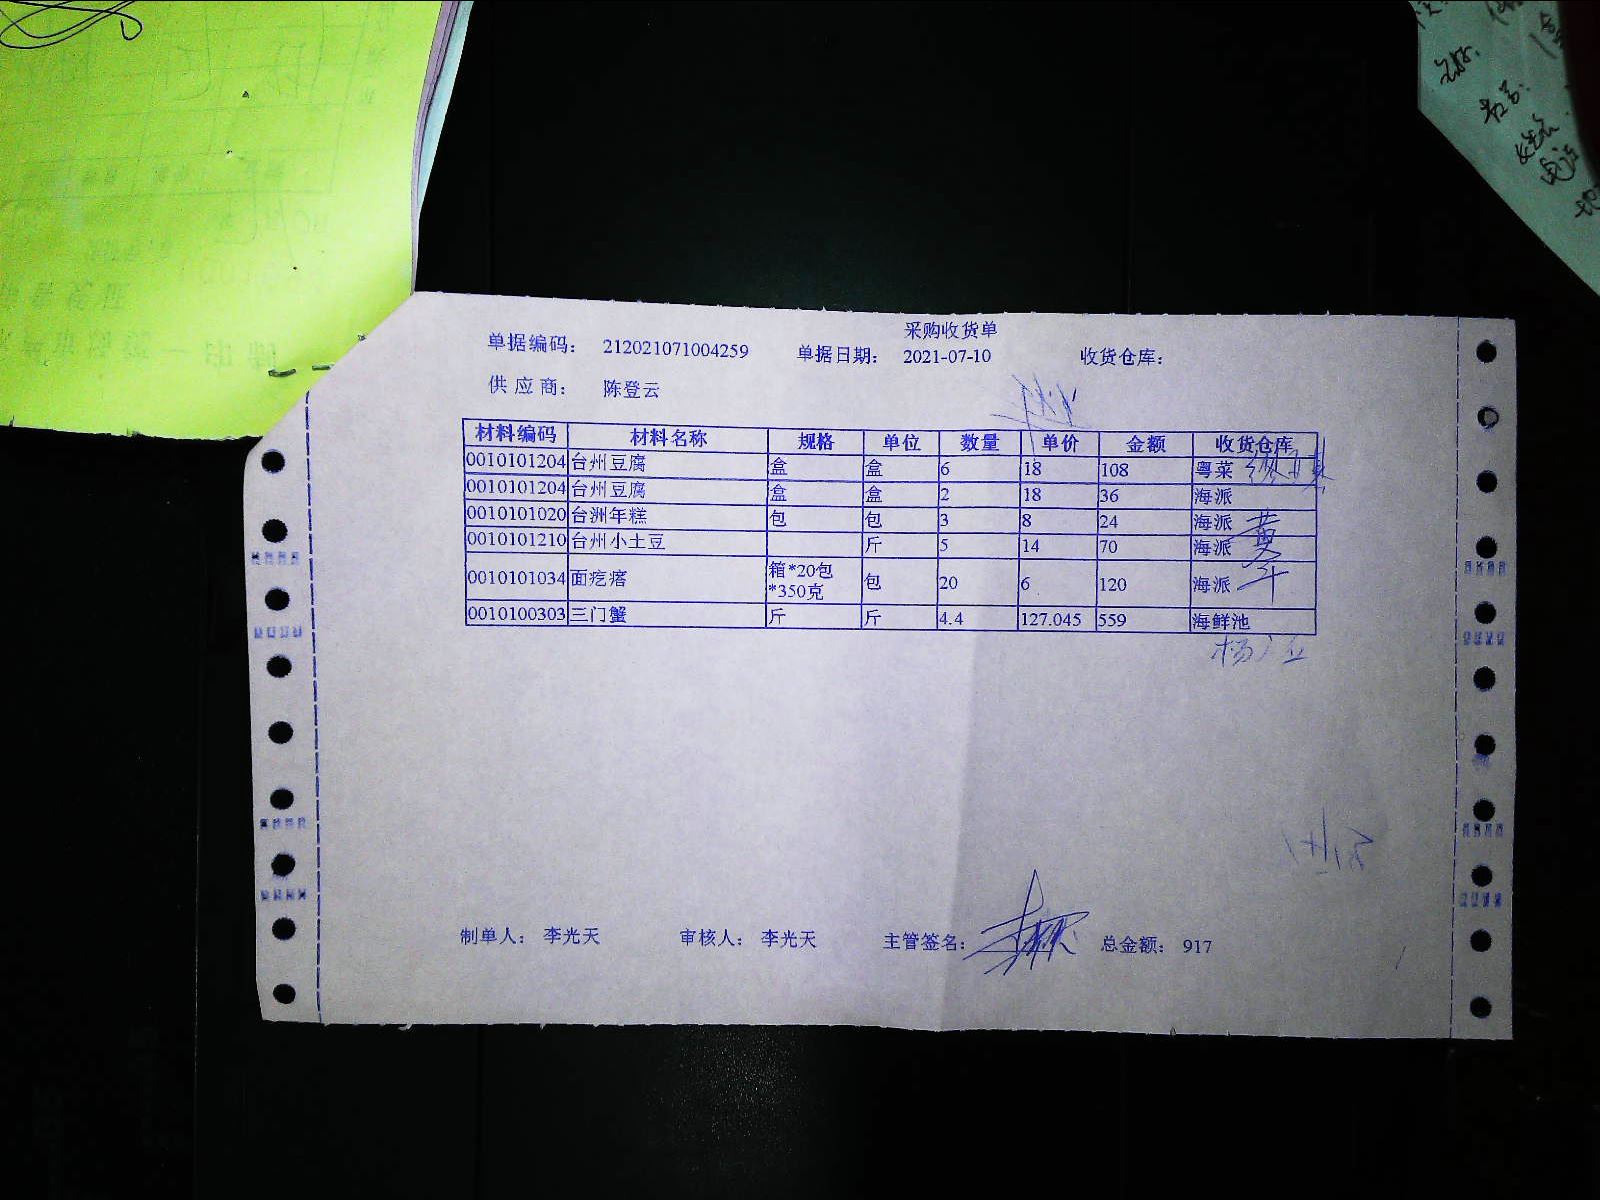 采购收货单
单据编码： 212021071004259 单据日期： 2021-07-10 收货仓库：
供应商： 陈登云
材料编码 材料名称 规格 单位 数量 单价 金额 收货仓库
0010101204 台州豆腐 盒 盒 6 18 108 粤菜
0010101204 台州豆腐 盒 盒 2 18 36 海派
0010101020 台洲年糕 包 包 3 8 24 海派
0010101210 台州小土豆 斤 5 14 70 海派
0010101034 面疙瘩 箱*20包*350克 包 20 6 120 海派
0010100303 三门蟹 斤 斤 4.4 127.045 559 海鲜池
制单人： 李光天 审核人： 李光天 主管签名： 总金额： 917